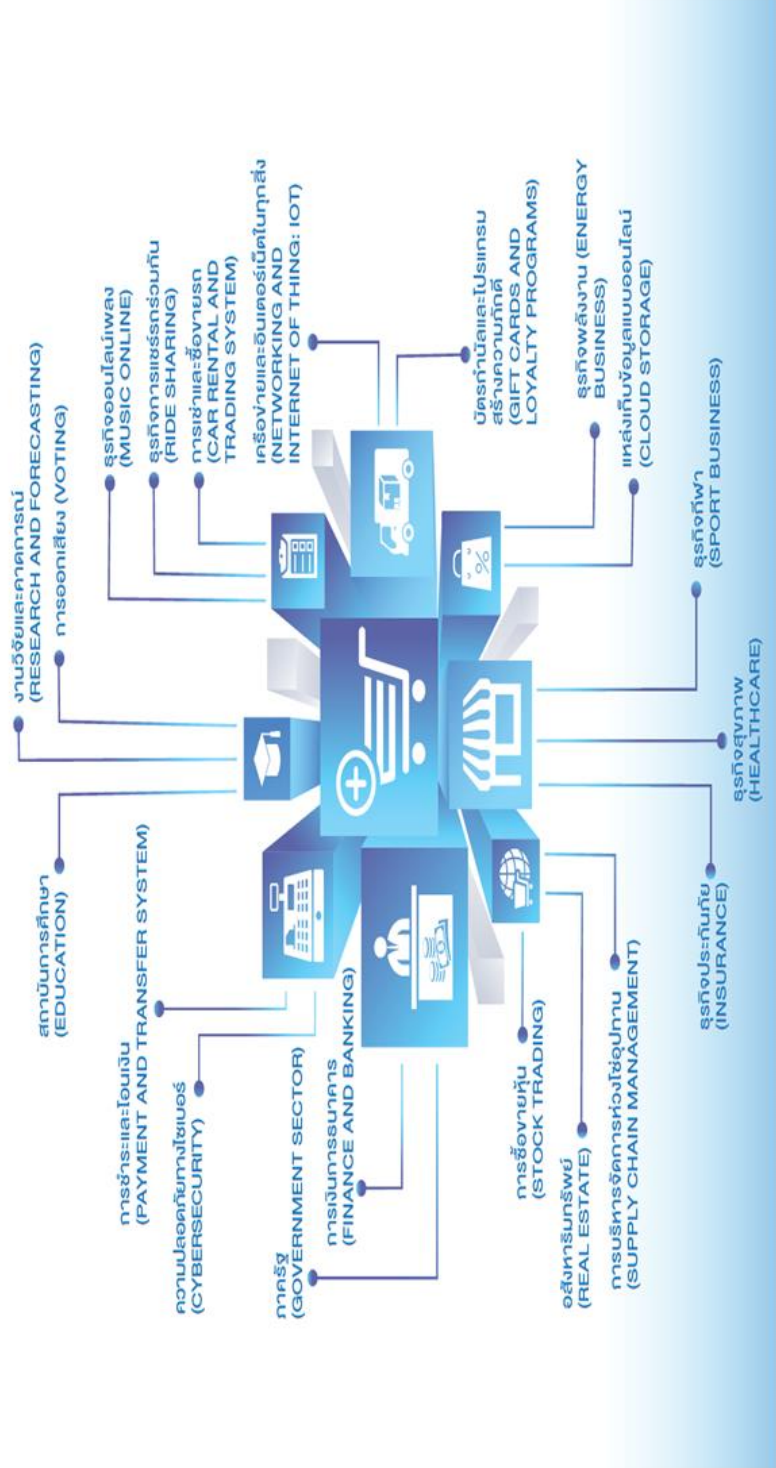 สถาบันการศึกษา
(EDUCATION)
งานวิจัยและคาดการณ์
(RESEARCH AND FORECASTING)
การออกเสียง (VOTING)
การชำระและโอนเงิน
(PAYMENT AND TRANSFER SYSTEM)
ความปลอดภัยทางไซเบอร์
(CYBERSECURITY)
ภาครัฐ
(GOVERNMENT SECTOR)
การเงินการธนาคาร
(FINANCE AND BANKING)
ธุรกิจออนไลน์เพลง
(MUSIC ONLINE)
ธุรกิจการแชร์รถร่วมกัน
(RIDE SHARING)
การเช่าและซื้อขายรถ
(CAR RENTAL AND
TRADING SYSTEM)
เครือข่ายและอินเตอร์เน็ตในทุกสิ่ง
(NETWORKING AND
INTERNET OF THING: IOT)
บัตรกำนัลและโปรแกรม
สร้างความภักดี
(GIFT CARDS AND
LOYALTY PROGRAMS)
ธุรกิจพลังงาน (ENERGY
BUSINESS)
แหล่งเก็บข้อมูลแบบออนไลน์
(CLOUD STORAGE)
การซื้อขายหุ้น
(STOCK TRADING)
อสังหาริมทรัพย์
(REAL ESTATE)
การบริหารจัดการห่วงโซ่อุปทาน
(SUPPLY CHAIN MANAGEMENT)
ธุรกิจประกันภัย
(INSURANCE)
ธุรกิจสุขภาพ
(HEALTHCARE)
ธุรกิจกีฬา
(SPORT BUSINESS)
%